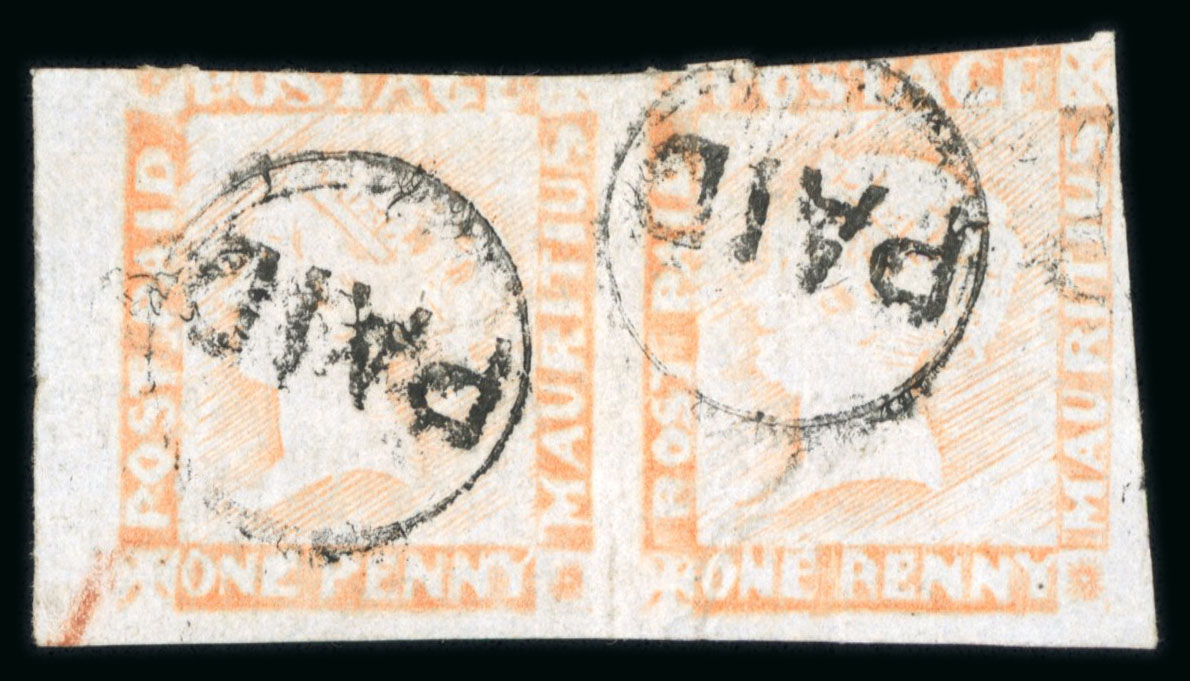 POSTAGE
POST PAID
MAURITIUS
ONE PENNY
PAID
POSTAGE
POST PAID
MAURITIUS
ONE PENNY
PAID